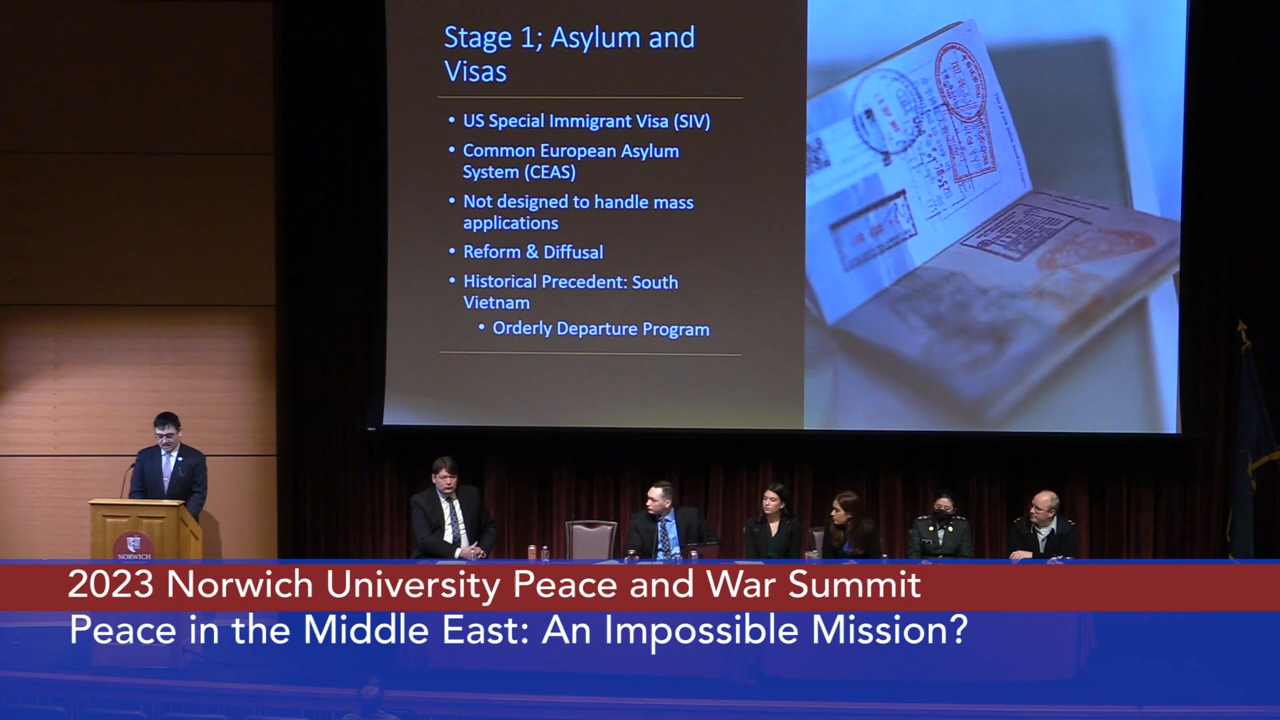 Stage 1; Asylum and
Visas
• US Special Immigrant Visa (SIV)
• Common European Asylum
System (CEAS)
• Not designed to handle mass
applications
• Reform & Diffusal
• Historical Precedent: South
Vietnam
• Orderly Departure Program
NORWICH
2023 Norwich University Peace and War Summit
Peace in the Middle East: An Impossible Mission?